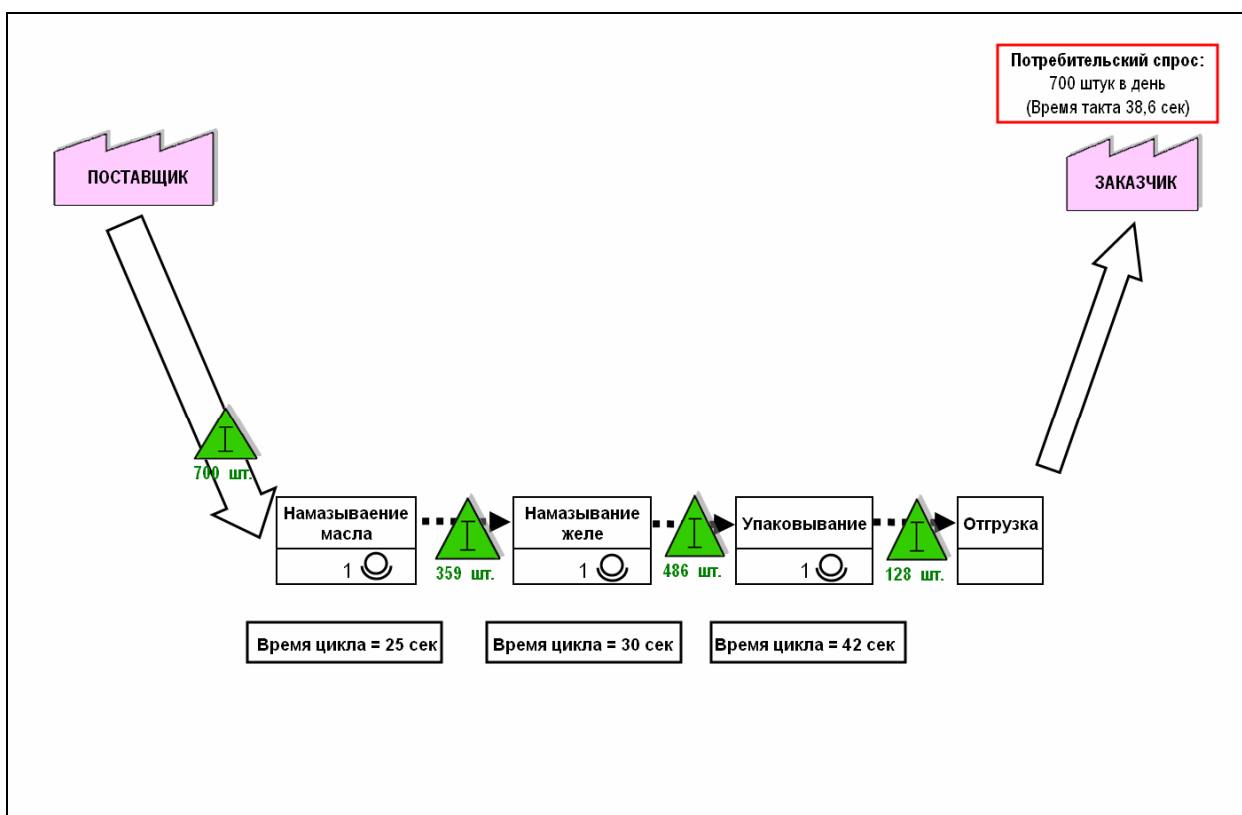 Потребительский спрос:
700 штук в день
(Время такта 38,6 сек)
ПОСТАВЩИК
ЗАКАЗЧИК
700 шт.
Намазываение
масла
1
359 шт.
Намазывание
желе
1
486 шт.
Упаковывание
1
128 шт.
Отгрузка
Время цикла = 25 сек
Время цикла = 30 сек
Время цикла = 42 сек